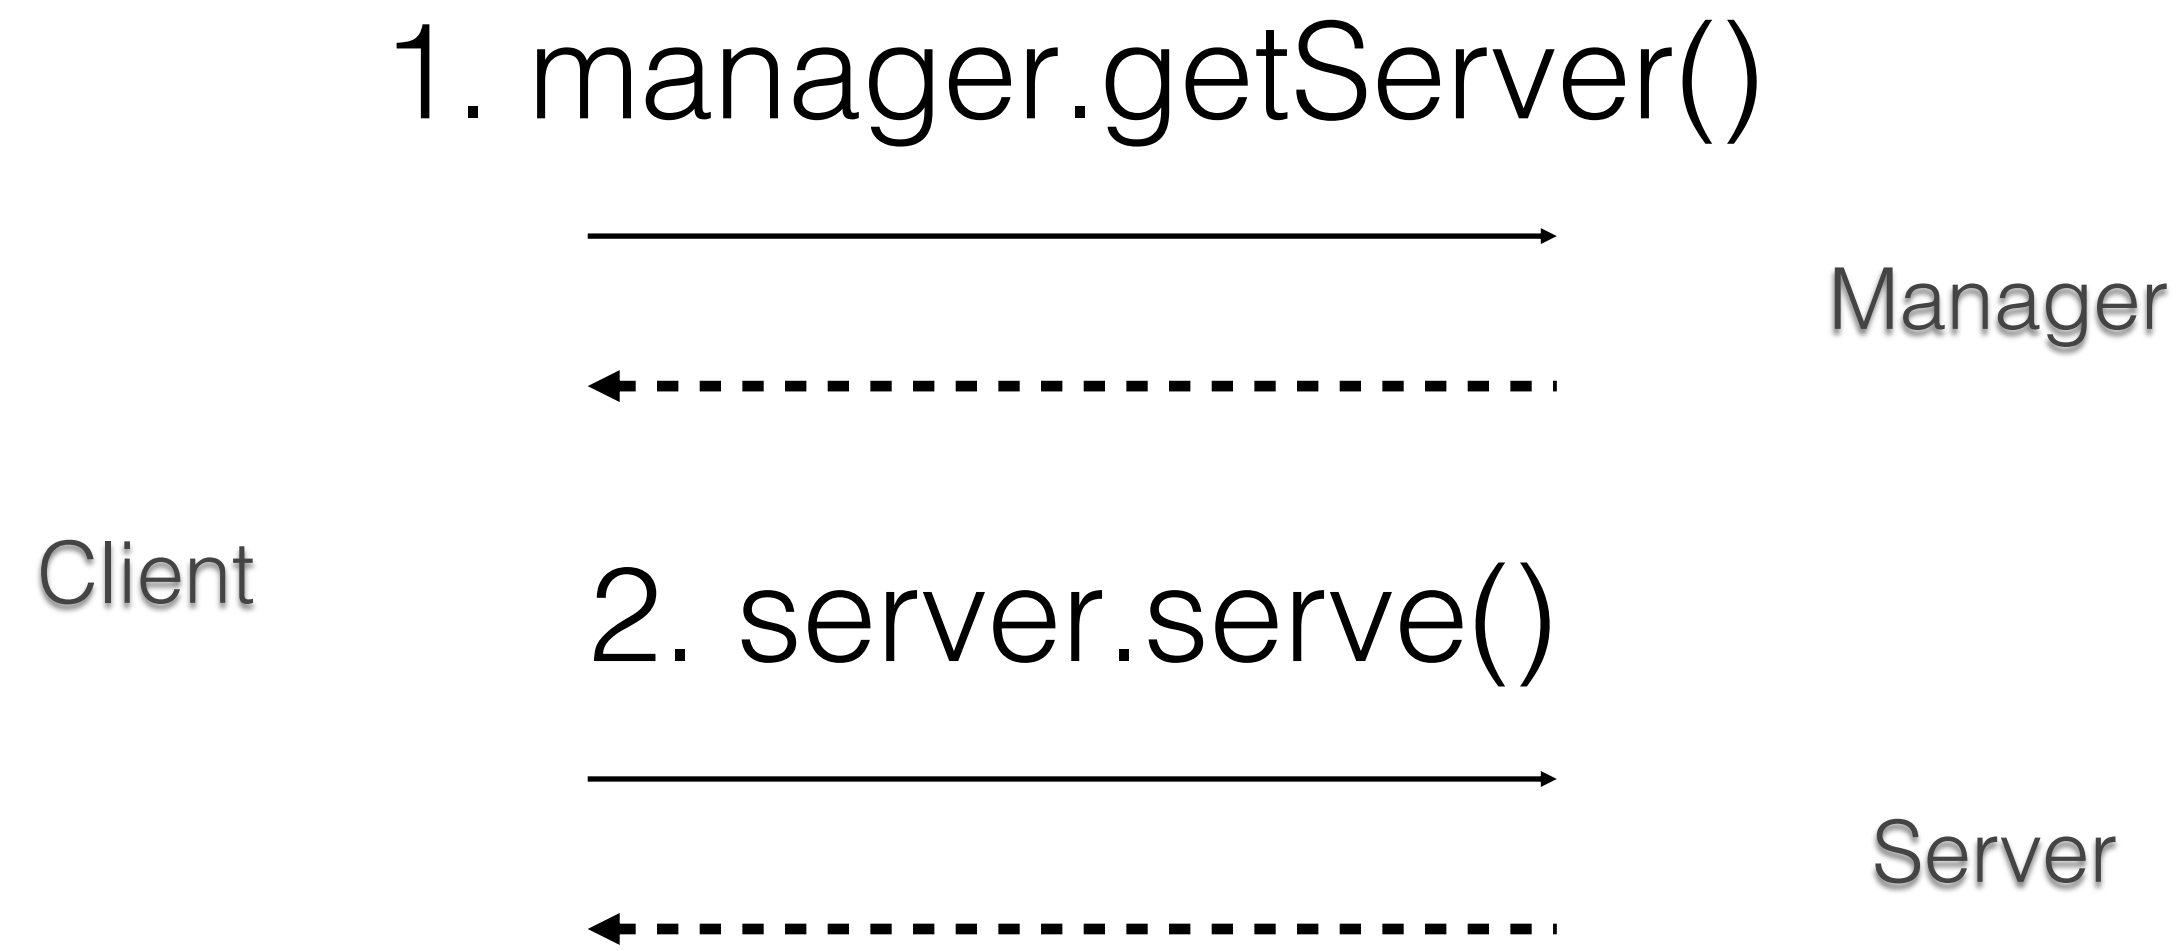 1. manager.getServer()
Manager
Client
2. server.serve()
Server